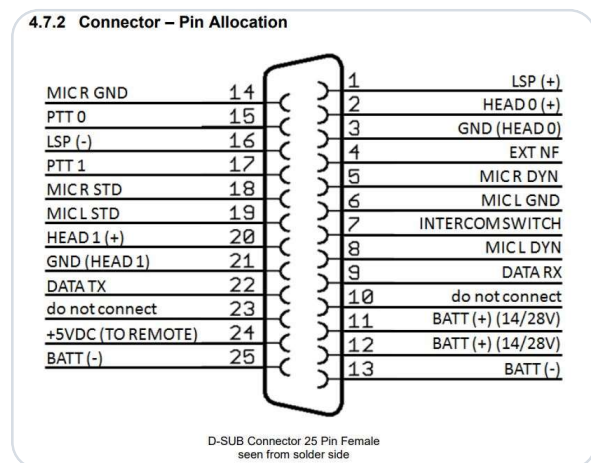 4.7.2 Connector – Pin Allocation
MIC R GND 14
PTT 0 15
LSP (-) 16
PTT 1 17
MIC R STD 18
MIC L STD 19
HEAD 1 (+) 20
GND (HEAD 1) 21
DATA TX 22
do not connect 23
+5VDC (TO REMOTE) 24
BATT (-) 25
1 LSP (+)
2 HEAD 0 (+)
3 GND (HEAD 0)
4 EXT NF
5 MIC R DYN
6 MIC L GND
7 INTERCOM SWITCH
8 MIC L DYN
9 DATA RX
10 do not connect
11 BATT (+) (14/28V)
12 BATT (+) (14/28V)
13 BATT (-)
D-SUB Connector 25 Pin Female
seen from solder side